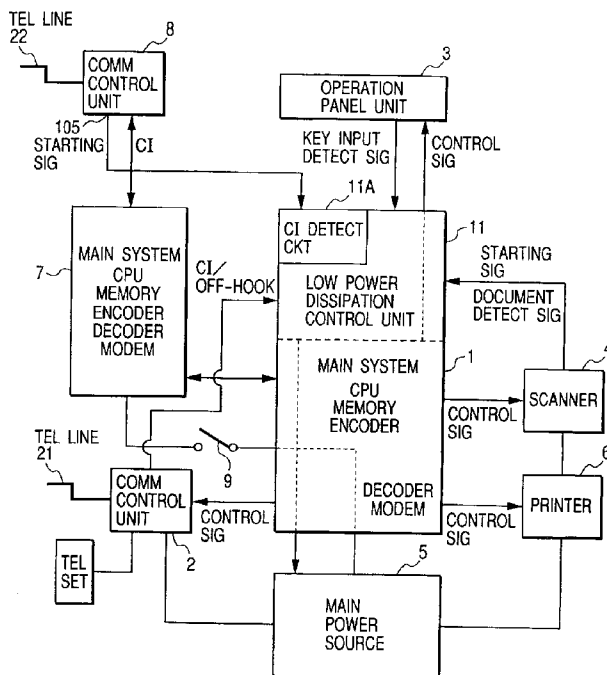 TEL LINE
22
8
COMM
CONTROL
UNIT
105
STARTING
SIG
CI
3
OPERATION
PANEL UNIT
KEY INPUT
DETECT SIG
CONTROL
SIG
11A
CI DETECT
CKT
11
LOW POWER
DISSIPATION
CONTROL UNIT
STARTING
SIG
DOCUMENT
DETECT SIG
7
MAIN SYSTEM
CPU
MEMORY
ENCODER
DECODER
MODEM
CI/
OFF-HOOK
1
MAIN SYSTEM
CPU
MEMORY
ENCODER
DECODER
MODEM
CONTROL
SIG
4
SCANNER
6
PRINTER
CONTROL
SIG
9
TEL LINE
21
COMM
CONTROL
UNIT
2
CONTROL
SIG
TEL
SET
5
MAIN
POWER
SOURCE